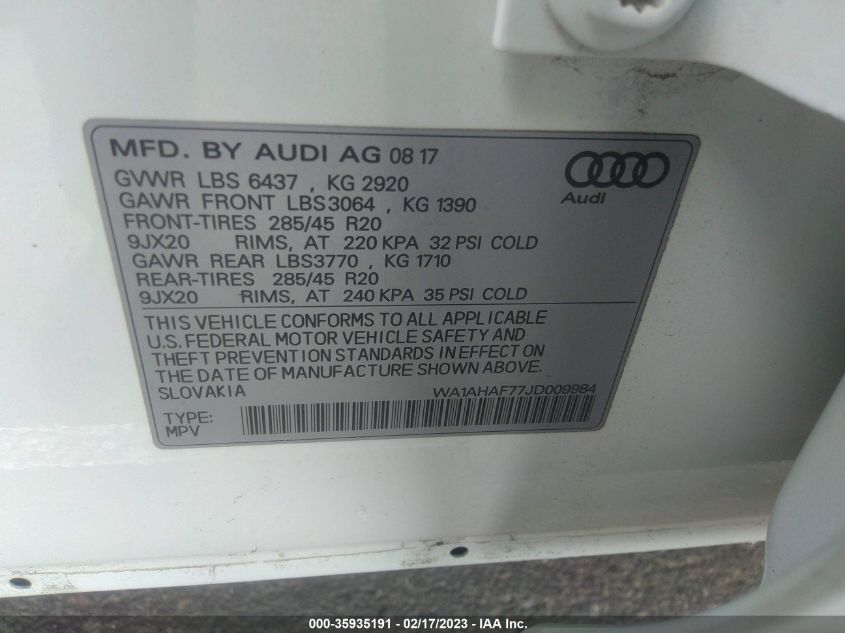 MFD. BY AUDI AG 08 17
GVWR LBS 6437 , KG 2920
GAWR FRONT LBS3064 , KG 1390
FRONT-TIRES 285/45 R20
9JX20 RIMS, AT 220 KPA 32 PSI COLD
GAWR REAR LBS3770 , KG 1710
REAR-TIRES 285/45 R20
9JX20 RIMS, AT 240 KPA 35 PSI COLD
Audi
THIS VEHICLE CONFORMS TO ALL APPLICABLE
U.S. FEDERAL MOTOR VEHICLE SAFETY AND
THEFT PREVENTION STANDARDS IN EFFECT ON
THE DATE OF MANUFACTURE SHOWN ABOVE.
SLOVAKIA WA1AHAF77JD009984
TYPE:
MPV
000-35935191 - 02/17/2023 - IAA Inc.